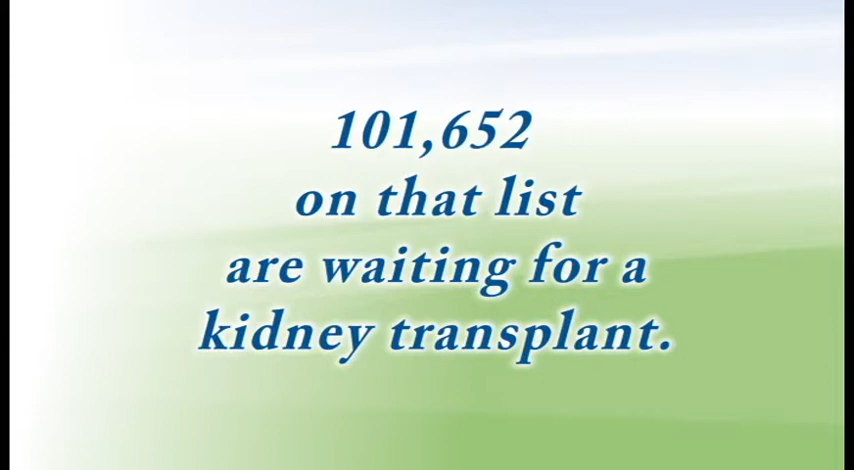 101,652
on that list
are waiting for a
kidney transplant.